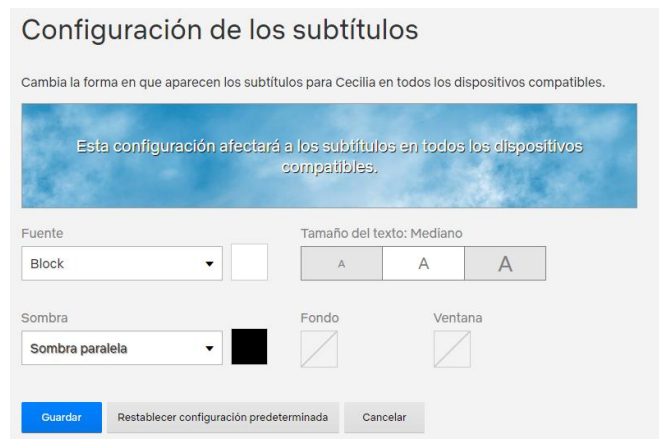 Configuración de los subtítulos
Cambia la forma en que aparecen los subtítulos para Cecilia en todos los dispositivos compatibles.
Esta configuración afectará a los subtítulos en todos los dispositivos
compatibles.
Fuente
Tamaño del texto: Mediano
Block
A A A
Sombra
Fondo
Ventana
Sombra paralela
Guardar
Restablecer configuración predeterminada
Cancelar